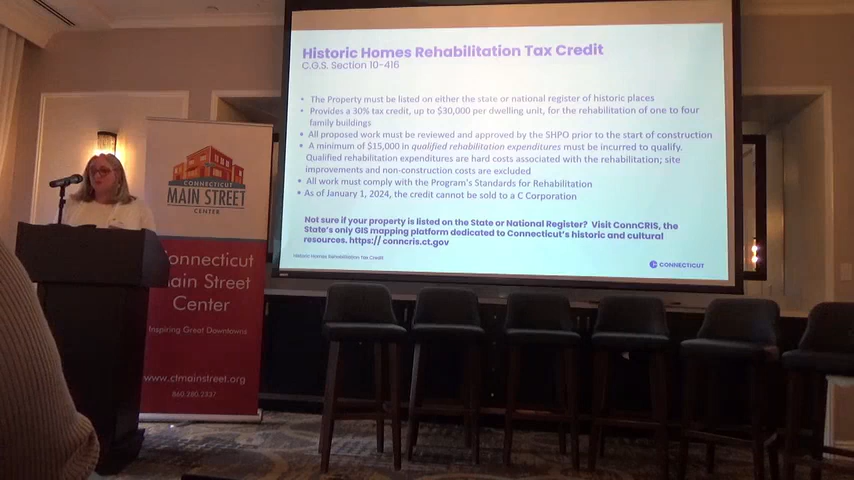 Historic Homes Rehabilitation Tax Credit
C.G.S. Section 10-416
• The Property must be listed on either the state or national register of historic places
• Provides a 30% tax credit, up to $30,000 per dwelling unit, for the rehabilitation of one to four
family buildings
• All proposed work must be reviewed and approved by the SHPO prior to the start of construction
• A minimum of $15,000 in qualified rehabilitation expenditures must be incurred to qualify.
Qualified rehabilitation expenditures are hard costs associated with the rehabilitation; site
improvements and non-construction costs are excluded
• All work must comply with the Program's Standards for Rehabilitation
• As of January 1, 2024, the credit cannot be sold to a C Corporation
Not sure if your property is listed on the State or National Register? Visit ConnCRIS, the
State's only GIS mapping platform dedicated to Connecticut's historic and cultural
resources. https:// conncris.ct.gov
Historic Homes Rehabilitation Tax Credit
CONNECTICUT
CONNECTICUT
MAIN STREET
CENTER
Connecticut
Main Street
Center
Inspiring Great Downtowns
www.ctmainstreet.org
860.280.2337